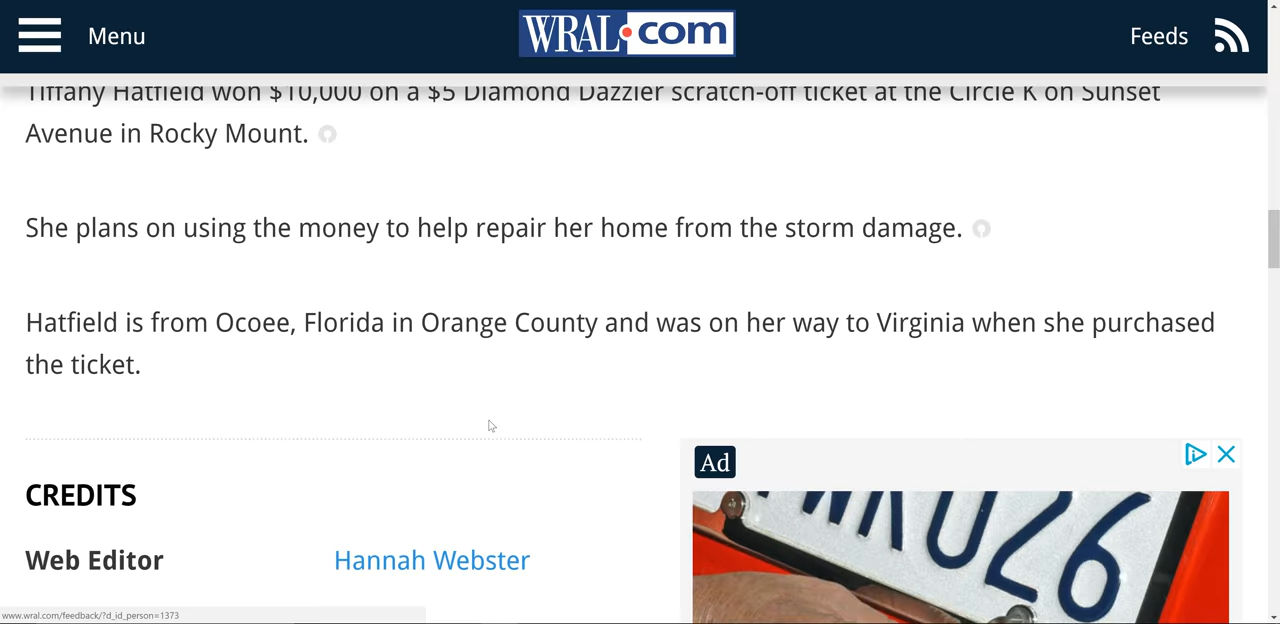 Menu
WRAL.com
Feeds
Tiffany Hatfield won $10,000 on a $5 Diamond Dazzler scratch-off ticket at the Circle K on Sunset
Avenue in Rocky Mount.
She plans on using the money to help repair her home from the storm damage.
Hatfield is from Ocoee, Florida in Orange County and was on her way to Virginia when she purchased
the ticket.
Ad
CREDITS
Web Editor Hannah Webster
www.wral.com/feedback/?d_id_person=1373